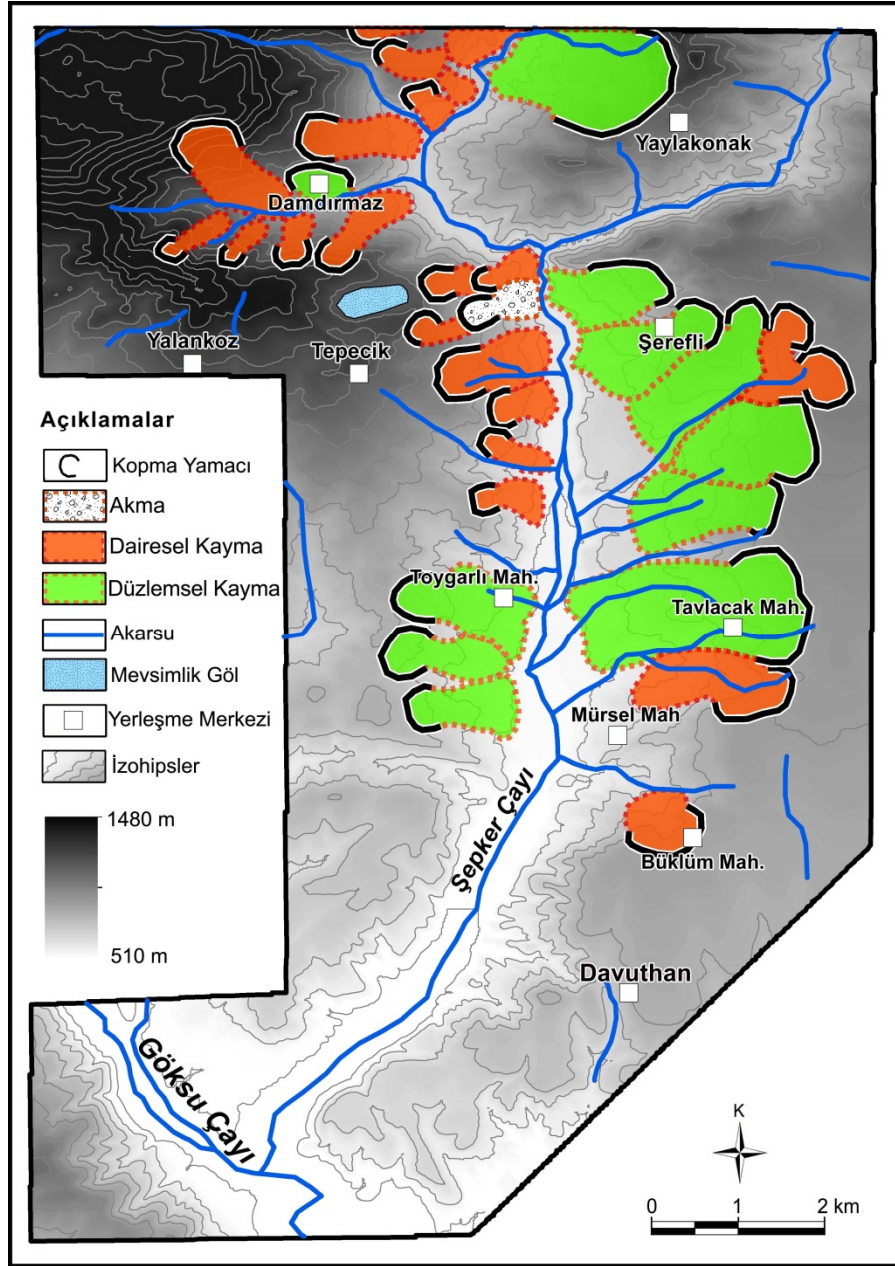 Yaylakonak
Damdırmaz
Şerefli
Yalankoz
Tepecik
Açıklamalar
Kopma Yamacı
Akma
Dairesel Kayma
Düzlemsel Kayma
Akarsu
Mevsimlik Göl
Yerleşme Merkezi
İzohipsler
1480 m
510 m
Toygarlı Mah.
Tavlacak Mah.
Mürsel Mah
Şepker Çayı
Büklüm Mah.
Davuthan
Göksu Çayı
K
0 1 2 km